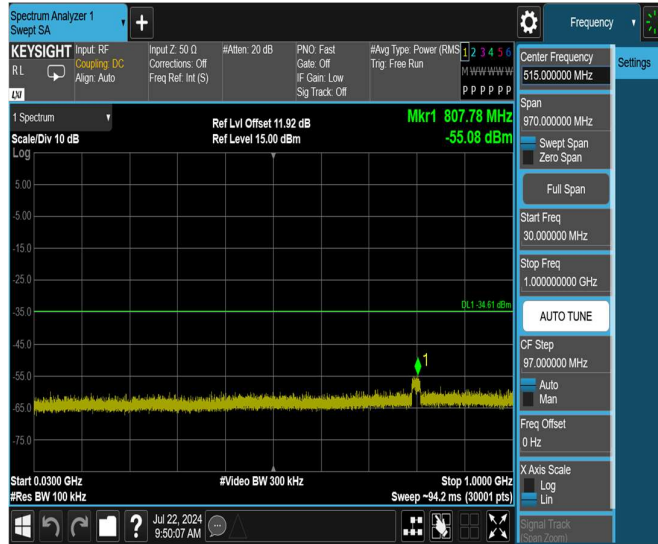 Spectrum Analyzer 1
Swept SA
+
Frequency
KEYSIGHT
RL
LXI
Input: RF
Coupling: DC
Align: Auto
Input Z: 50 Ω
Corrections: Off
Freq Ref: Int (S)
#Atten: 20 dB
PNO: Fast
Gate: Off
IF Gain: Low
Sig Track: Off
#Avg Type: Power (RMS
Trig: Free Run
1 2 3 4 5 6
M W W W W W
P P P P P P
1 Spectrum
Scale/Div 10 dB
Ref Lvl Offset 11.92 dB
Ref Level 15.00 dBm
Mkr1 807.78 MHz
-55.08 dBm
Log
5.00
-5.00
-15.0
-25.0
-35.0
-45.0
-55.0
-65.0
-75.0
DL1 -34.61 dBm
1
Start 0.0300 GHz
#Res BW 100 kHz
#Video BW 300 kHz
Stop 1.0000 GHz
Sweep ~94.2 ms (30001 pts)
?
Jul 22, 2024
9:50:07 AM
Center Frequency
515.000000 MHz
Settings
Span
970.000000 MHz
Swept Span
Zero Span
Full Span
Start Freq
30.000000 MHz
Stop Freq
1.000000000 GHz
AUTO TUNE
CF Step
97.000000 MHz
Auto
Man
Freq Offset
0 Hz
X Axis Scale
Log
Lin
Signal Track
(Span Zoom)